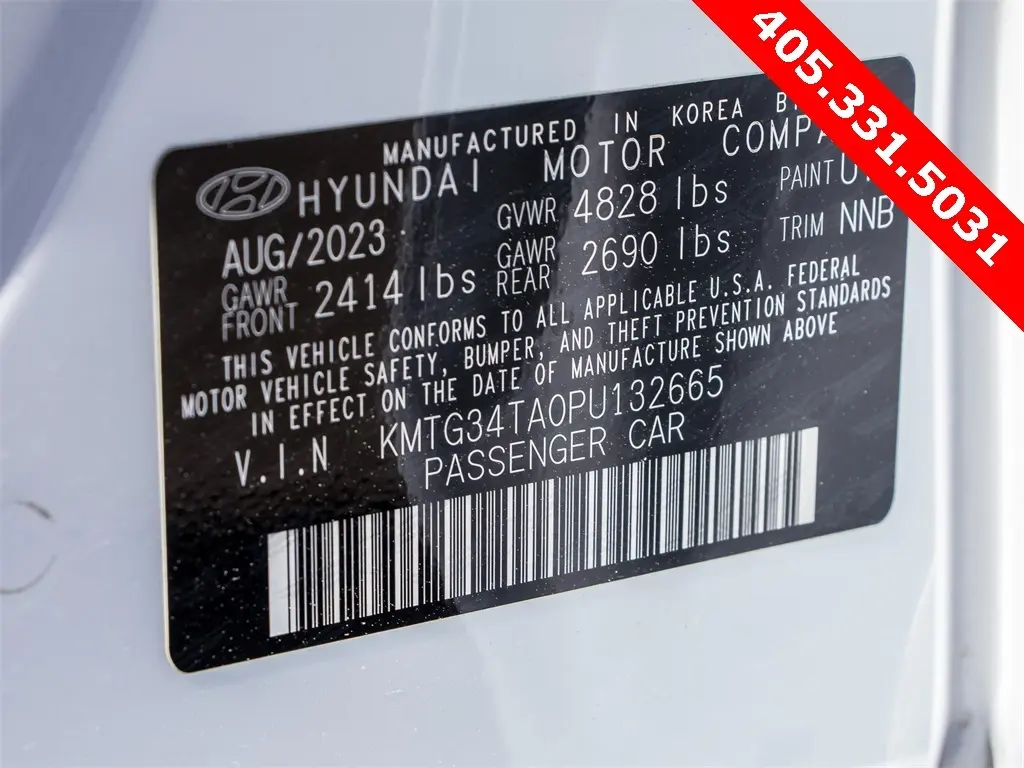 405.331.5031
MANUFACTURED IN KOREA
HYUNDAI MOTOR
AUG/2023 GVWR 4828 lbs PAINT
GAWR FRONT 2414 lbs GAWR REAR 2690 lbs TRIM NNB
THIS VEHICLE CONFORMS TO ALL APPLICABLE U.S.A. FEDERAL
MOTOR VEHICLE SAFETY, BUMPER, AND THEFT PREVENTION STANDARDS
IN EFFECT ON THE DATE OF MANUFACTURE SHOWN ABOVE
V.I.N KMTG34TA0PU132665
PASSENGER CAR